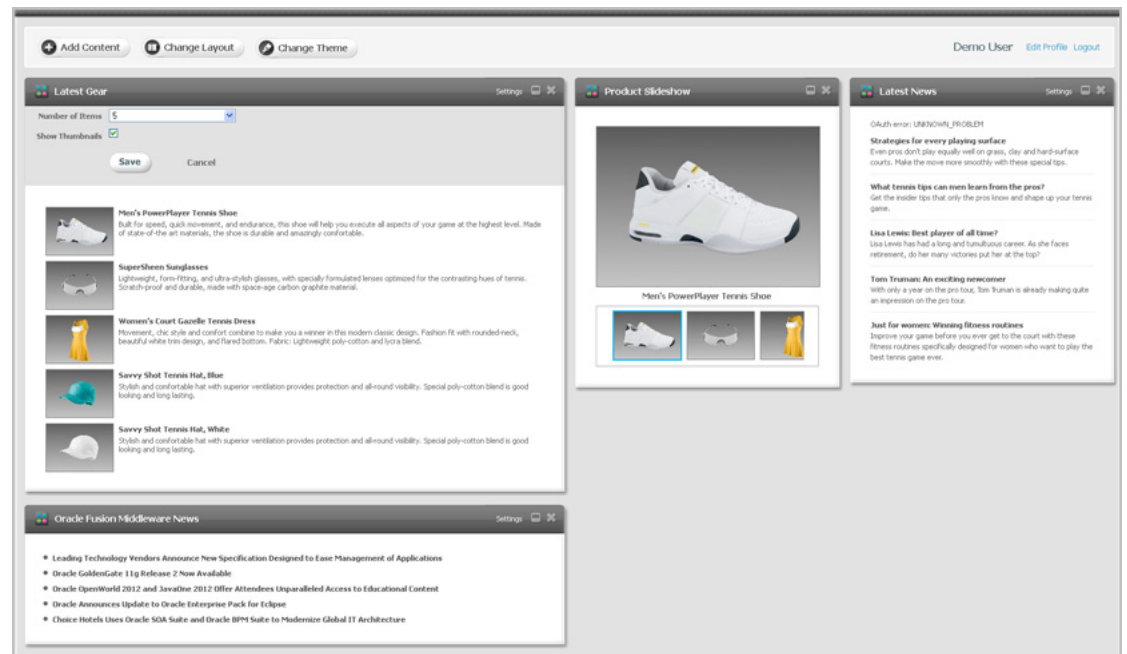 Add Content Change Layout Change Theme Demo User Edit Profile Logout
Latest Gear Settings
Number of Items 5
Show Thumbnails
Save Cancel
Men's PowerPlayer Tennis Shoe
Built for speed, quick movement, and endurance, this shoe will help you execute all aspects of your game at the highest level. Made
of state-of-the art materials, the shoe is durable and amazingly comfortable.
SuperSheen Sunglasses
Lightweight, form-fitting, and ultra-stylish glasses, with specially formulated lenses optimized for the contrasting hues of tennis.
Scratch-proof and durable, made with space-age carbon graphite material.
Women's Court Gazelle Tennis Dress
Movement, chic style and comfort combine to make you a winner in this modern classic design. Fashion fit with rounded-neck,
beautiful white trim design, and flared bottom. Fabric: Lightweight poly-cotton and lycra blend.
Savvy Shot Tennis Hat, Blue
Stylish and comfortable hat with superior ventilation provides protection and all-round visibility. Special poly-cotton blend is good
looking and long lasting.
Savvy Shot Tennis Hat, White
Stylish and comfortable hat with superior ventilation provides protection and all-round visibility. Special poly-cotton blend is good
looking and long lasting.
Oracle Fusion Middleware News Settings
Leading Technology Vendors Announce New Specification Designed to Ease Management of Applications
Oracle GoldenGate 11g Release 2 Now Available
Oracle OpenWorld 2012 and JavaOne 2012 Offer Attendees Unparalleled Access to Educational Content
Oracle Announces Update to Oracle Enterprise Pack for Eclipse
Choice Hotels Uses Oracle SOA Suite and Oracle BPM Suite to Modernize Global IT Architecture
Product Slideshow
Men's PowerPlayer Tennis Shoe
Latest News Settings
OAuth error: UNKNOWN_PROBLEM
Strategies for every playing surface
Even pros don't play equally well on grass, clay and hard-surface
courts. Make the move more smoothly with these special tips.
What tennis tips can men learn from the pros?
Get the insider tips that only the pros know and shape up your tennis
game.
Lisa Lewis: Best player of all time?
Lisa Lewis has had a long and tumultuous career. As she faces
retirement, do her many victories put her at the top?
Tom Truman: An exciting newcomer
With only a year on the pro tour, Tom Truman is already making quite
an impression on the pro tour.
Just for women: Winning fitness routines
Improve your game before you ever get to the court with these
fitness routines specifically designed for women who want to play the
best tennis game ever.